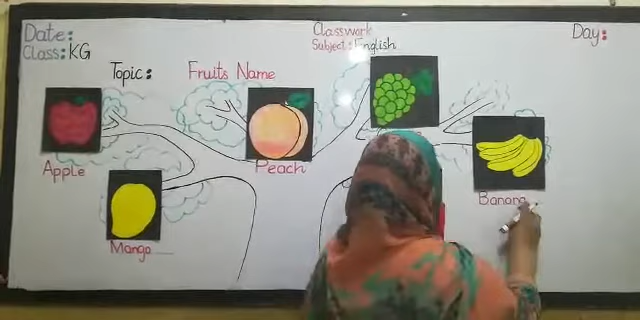 Date:
Classwork
Day:
Class: KG
Subject: English
Topic: Fruits Name
Apple
Peach
Banana
Mango